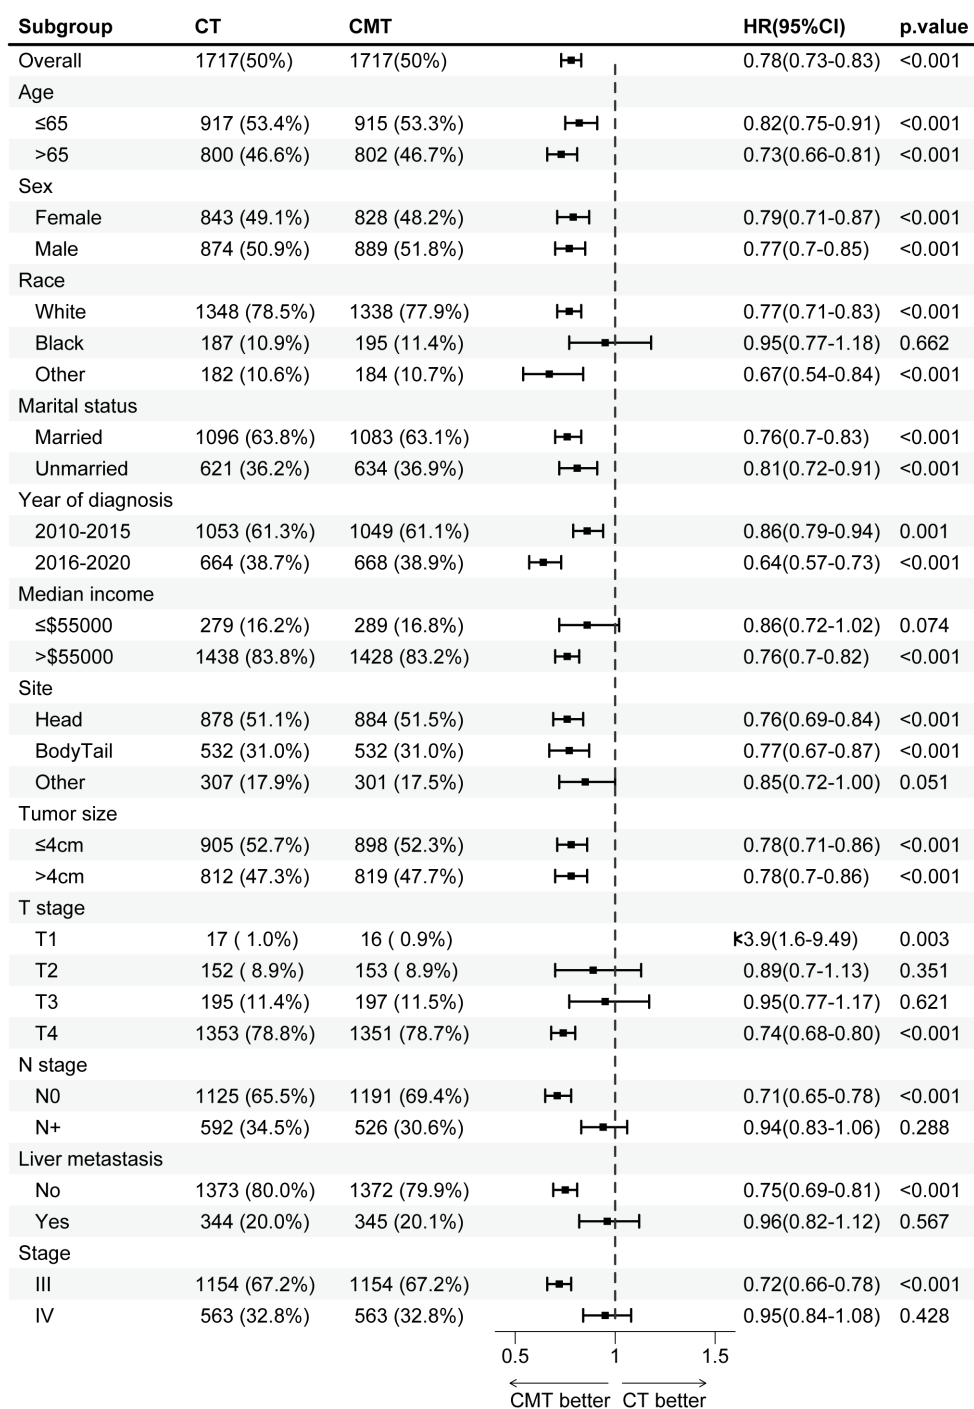 Subgroup CT CMT HR(95%CI) p.value
Overall 1717(50%) 1717(50%) 0.78(0.73-0.83) <0.001
Age
≤65 917 (53.4%) 915 (53.3%) 0.82(0.75-0.91) <0.001
>65 800 (46.6%) 802 (46.7%) 0.73(0.66-0.81) <0.001
Sex
Female 843 (49.1%) 828 (48.2%) 0.79(0.71-0.87) <0.001
Male 874 (50.9%) 889 (51.8%) 0.77(0.7-0.85) <0.001
Race
White 1348 (78.5%) 1338 (77.9%) 0.77(0.71-0.83) <0.001
Black 187 (10.9%) 195 (11.4%) 0.95(0.77-1.18) 0.662
Other 182 (10.6%) 184 (10.7%) 0.67(0.54-0.84) <0.001
Marital status
Married 1096 (63.8%) 1083 (63.1%) 0.76(0.7-0.83) <0.001
Unmarried 621 (36.2%) 634 (36.9%) 0.81(0.72-0.91) <0.001
Year of diagnosis
2010-2015 1053 (61.3%) 1049 (61.1%) 0.86(0.79-0.94) 0.001
2016-2020 664 (38.7%) 668 (38.9%) 0.64(0.57-0.73) <0.001
Median income
≤$55000 279 (16.2%) 289 (16.8%) 0.86(0.72-1.02) 0.074
>$55000 1438 (83.8%) 1428 (83.2%) 0.76(0.7-0.82) <0.001
Site
Head 878 (51.1%) 884 (51.5%) 0.76(0.69-0.84) <0.001
BodyTail 532 (31.0%) 532 (31.0%) 0.77(0.67-0.87) <0.001
Other 307 (17.9%) 301 (17.5%) 0.85(0.72-1.00) 0.051
Tumor size
≤4cm 905 (52.7%) 898 (52.3%) 0.78(0.71-0.86) <0.001
>4cm 812 (47.3%) 819 (47.7%) 0.78(0.7-0.86) <0.001
T stage
T1 17 ( 1.0%) 16 ( 0.9%) 3.9(1.6-9.49) 0.003
T2 152 ( 8.9%) 153 ( 8.9%) 0.89(0.7-1.13) 0.351
T3 195 (11.4%) 197 (11.5%) 0.95(0.77-1.17) 0.621
T4 1353 (78.8%) 1351 (78.7%) 0.74(0.68-0.80) <0.001
N stage
N0 1125 (65.5%) 1191 (69.4%) 0.71(0.65-0.78) <0.001
N+ 592 (34.5%) 526 (30.6%) 0.94(0.83-1.06) 0.288
Liver metastasis
No 1373 (80.0%) 1372 (79.9%) 0.75(0.69-0.81) <0.001
Yes 344 (20.0%) 345 (20.1%) 0.96(0.82-1.12) 0.567
Stage
III 1154 (67.2%) 1154 (67.2%) 0.72(0.66-0.78) <0.001
IV 563 (32.8%) 563 (32.8%) 0.95(0.84-1.08) 0.428
0.5 1 1.5
CMT better CT better